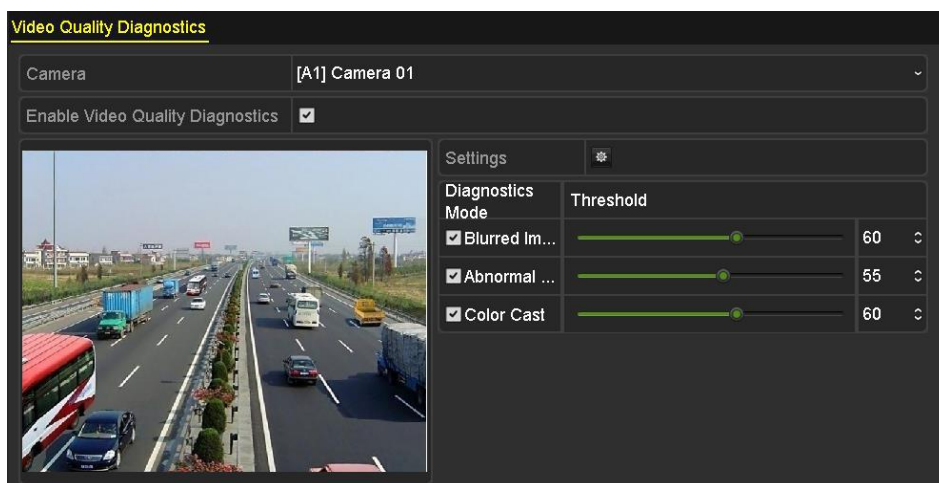 Video Quality Diagnostics
Camera
[A1] Camera 01
Enable Video Quality Diagnostics
Settings
Diagnostics
Mode
Threshold
Blurred Im...
60
Abnormal ...
55
Color Cast
60